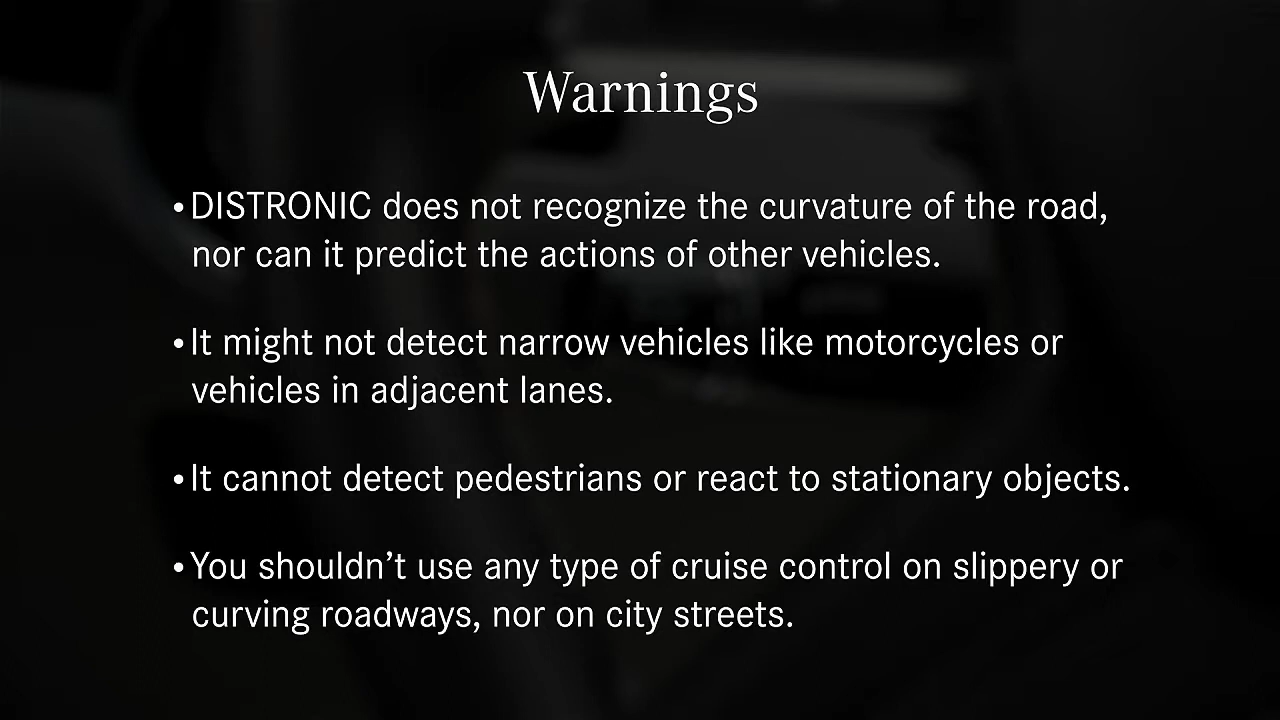 Warnings
•DISTRONIC does not recognize the curvature of the road,
nor can it predict the actions of other vehicles.
•It might not detect narrow vehicles like motorcycles or
vehicles in adjacent lanes.
•It cannot detect pedestrians or react to stationary objects.
•You shouldn’t use any type of cruise control on slippery or
curving roadways, nor on city streets.